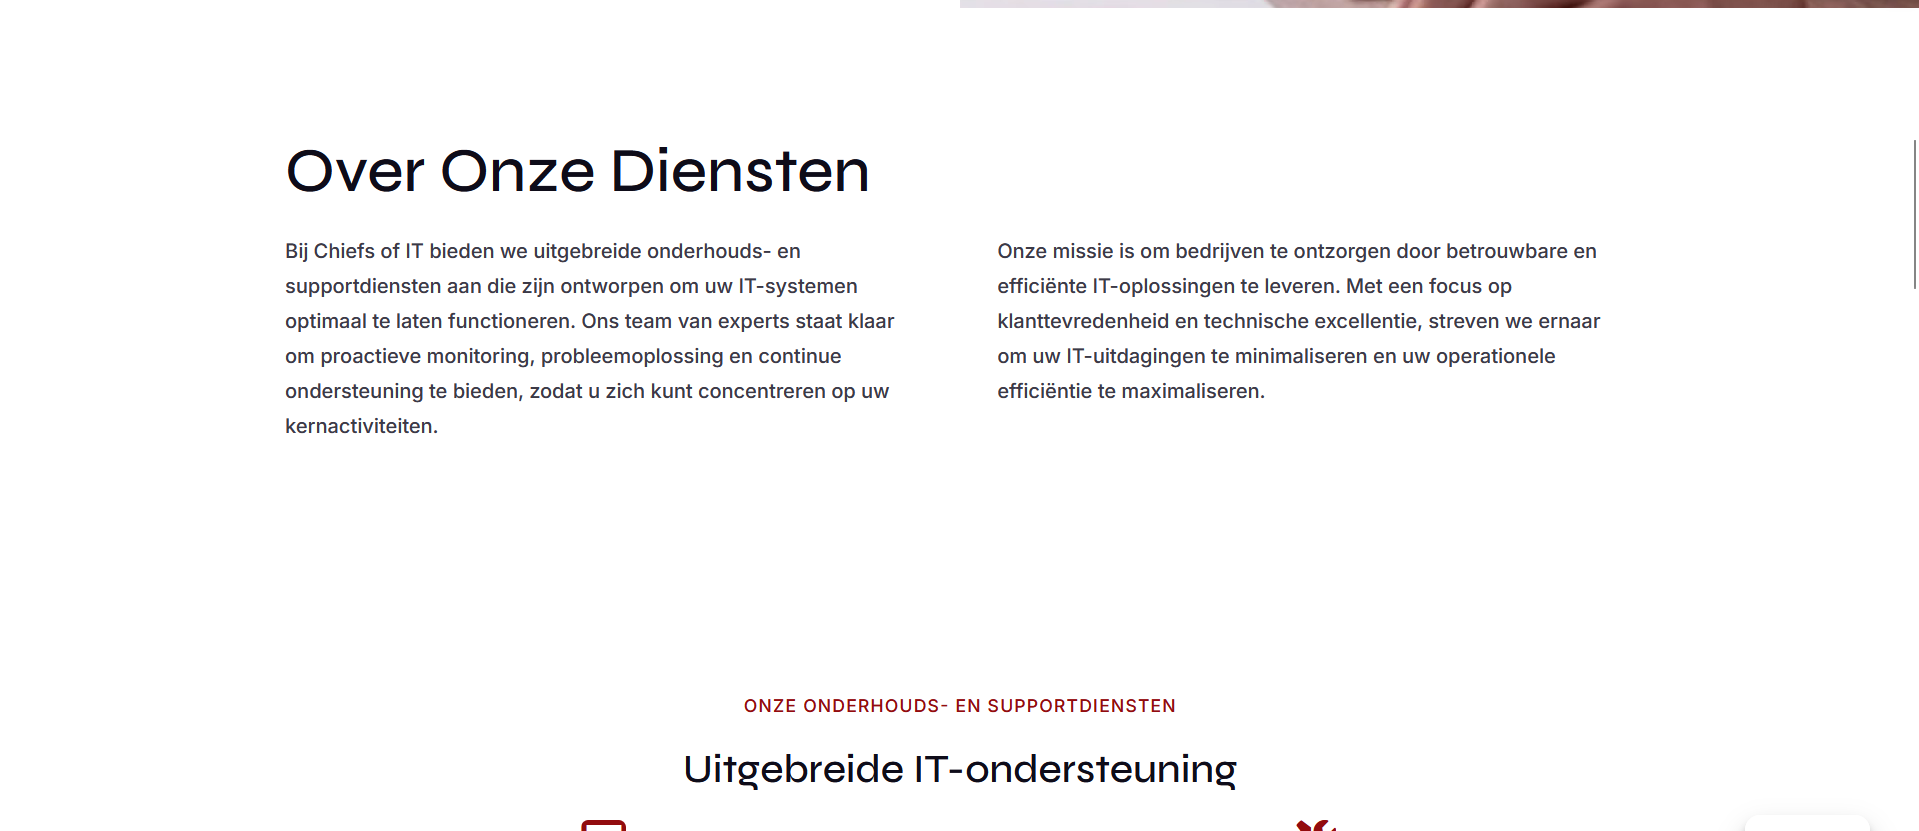 Over Onze Diensten
Bij Chiefs of IT bieden we uitgebreide onderhouds- en
supportdiensten aan die zijn ontworpen om uw IT-systemen
optimaal te laten functioneren. Ons team van experts staat klaar
om proactieve monitoring, probleemoplossing en continue
ondersteuning te bieden, zodat u zich kunt concentreren op uw
kernactiviteiten.
Onze missie is om bedrijven te ontzorgen door betrouwbare en
efficiënte IT-oplossingen te leveren. Met een focus op
klanttevredenheid en technische excellentie, streven we ernaar
om uw IT-uitdagingen te minimaliseren en uw operationele
efficiëntie te maximaliseren.
ONZE ONDERHOUDS- EN SUPPORTDIENSTEN
Uitgebreide IT-ondersteuning